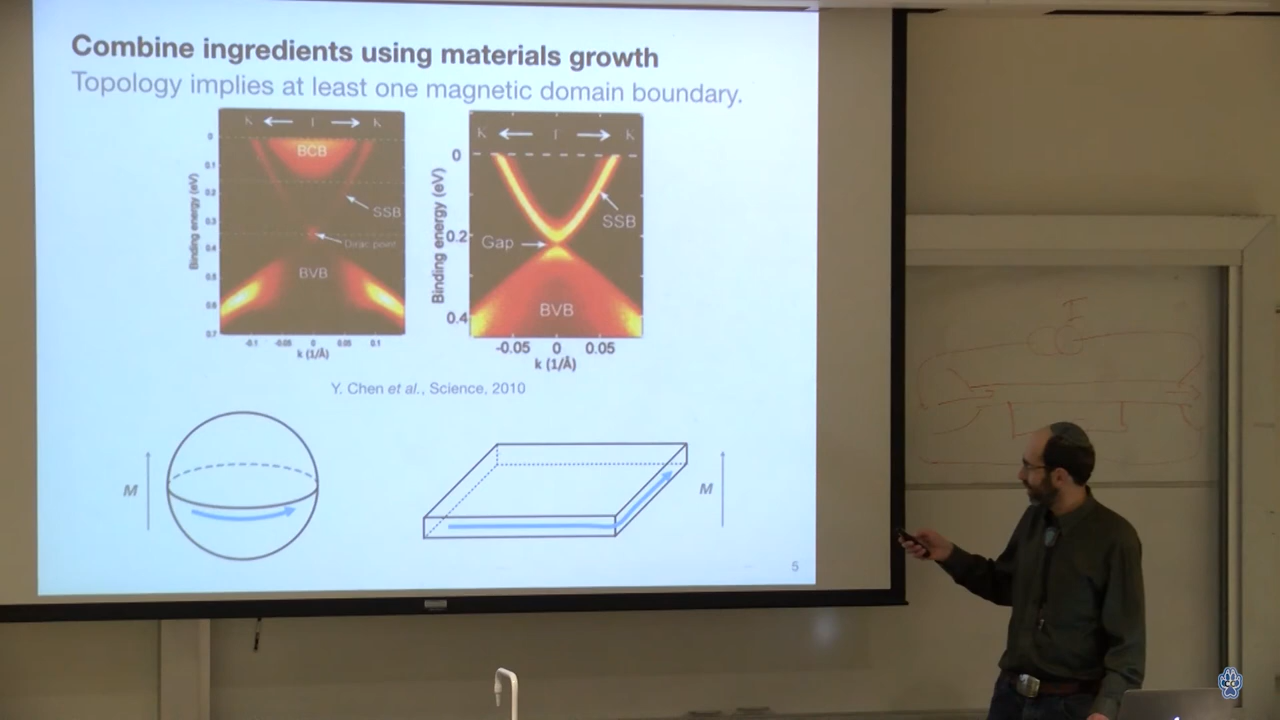 Combine ingredients using materials growth
Topology implies at least one magnetic domain boundary.
K Γ K
BCB
SSB
Dirac point
BVB
0
0.1
0.2
0.3
0.4
0.5
0.6
0.7
Binding energy (eV)
-0.1 -0.05 0 0.05 0.1
k (1/Å)
K Γ K
0
0.2
0.4
Binding energy (eV)
SSB
Gap
BVB
-0.05 0 0.05
k (1/Å)
Y. Chen et al., Science, 2010
M
M
5